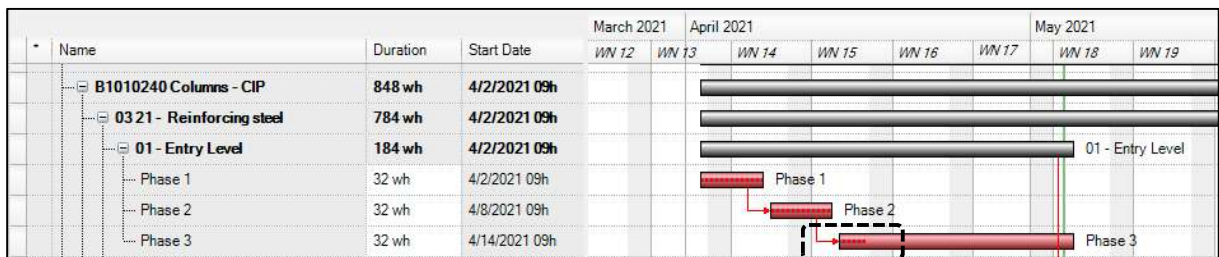 March 2021 April 2021 May 2021
* Name Duration Start Date WN 12 WN 13 WN 14 WN 15 WN 16 WN 17 WN 18 WN 19
B1010240 Columns - CIP 848 wh 4/2/2021 09h
03 21 - Reinforcing steel 784 wh 4/2/2021 09h
01 - Entry Level 184 wh 4/2/2021 09h 01 - Entry Level
Phase 1 32 wh 4/2/2021 09h Phase 1
Phase 2 32 wh 4/8/2021 09h Phase 2
Phase 3 32 wh 4/14/2021 09h Phase 3